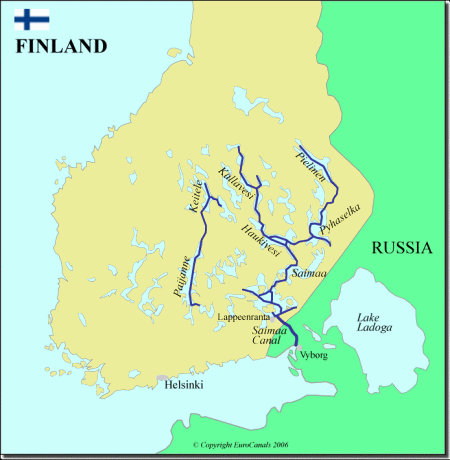 FINLAND
Pielinen
Kallavesi
Keitele
Pyhaselka
Haukivesi
RUSSIA
Paijanne
Saimaa
Lake
Ladoga
Lappeenranta
Saimaa
Canal
Vyborg
Helsinki
© Copyright EuroCanals 2006